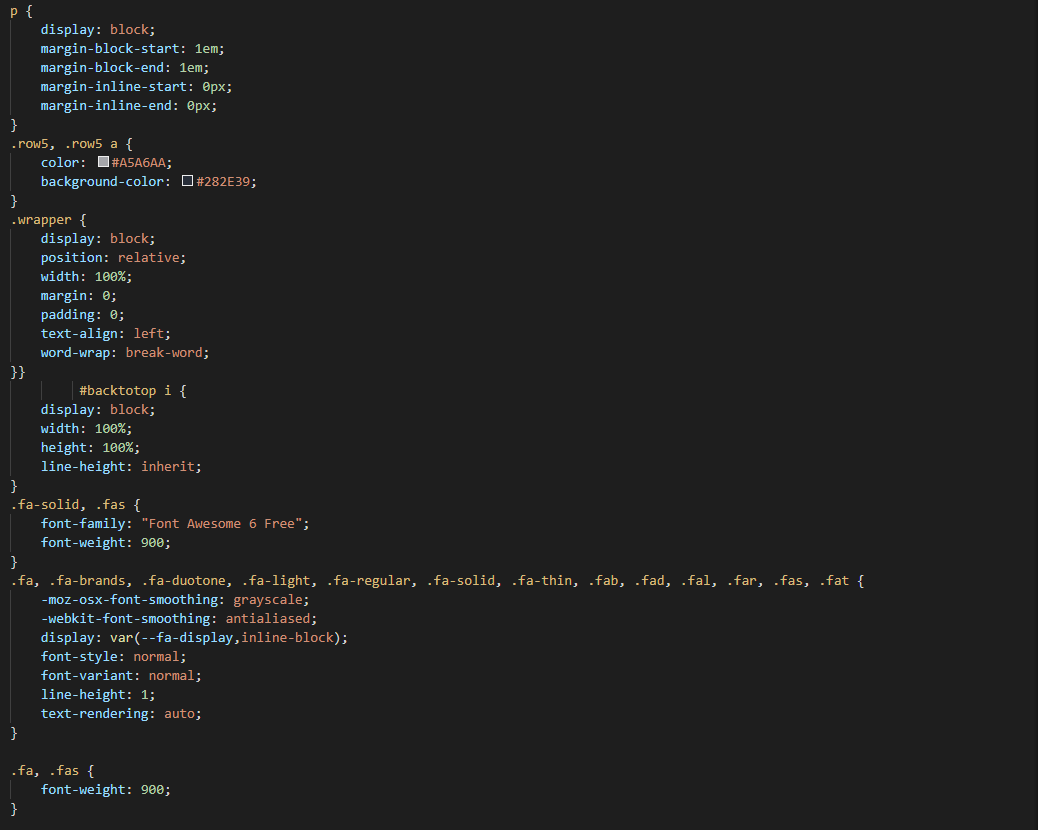 p {
    display: block;
    margin-block-start: 1em;
    margin-block-end: 1em;
    margin-inline-start: 0px;
    margin-inline-end: 0px;
}
.row5, .row5 a {
    color: #A5A6AA;
    background-color: #282E39;
}
.wrapper {
    display: block;
    position: relative;
    width: 100%;
    margin: 0;
    padding: 0;
    text-align: left;
    word-wrap: break-word;
}}
         #backtotop i {
    display: block;
    width: 100%;
    height: 100%;
    line-height: inherit;
}
.fa-solid, .fas {
    font-family: "Font Awesome 6 Free";
    font-weight: 900;
}
.fa, .fa-brands, .fa-duotone, .fa-light, .fa-regular, .fa-solid, .fa-thin, .fab, .fad, .fal, .far, .fas, .fat {
    -moz-osx-font-smoothing: grayscale;
    -webkit-font-smoothing: antialiased;
    display: var(--fa-display,inline-block);
    font-style: normal;
    font-variant: normal;
    line-height: 1;
    text-rendering: auto;
}

.fa, .fas {
    font-weight: 900;
}